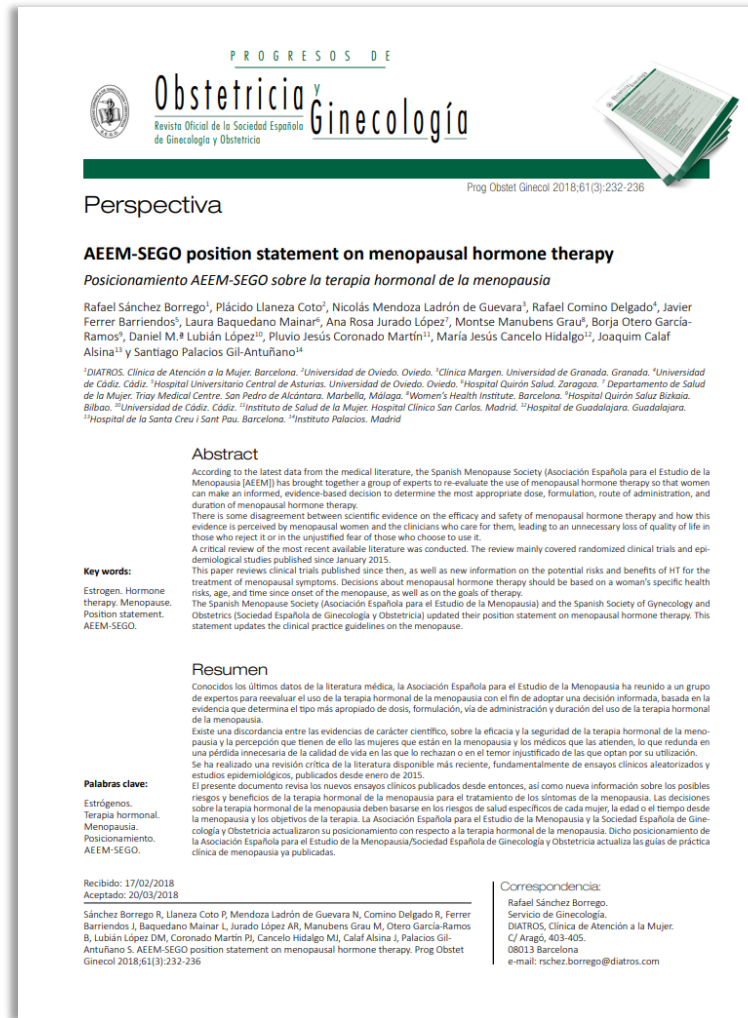 PROGRESOS DE
Obstetricia y
Ginecología
Revista Oficial de la Sociedad Española
de Ginecología y Obstetricia
Prog Obstet Ginecol 2018;61(3):232-236
Perspectiva
AEEM-SEGO position statement on menopausal hormone therapy
Posicionamiento AEEM-SEGO sobre la terapia hormonal de la menopausia
Rafael Sánchez Borrego¹, Plácido Llaneza Coto², Nicolás Mendoza Ladrón de Guevara³, Rafael Comino Delgado⁴, Javier
Ferrer Barriendos⁵, Laura Baquedano Mainar⁶, Ana Rosa Jurado López⁷, Montse Manubens Grau⁸, Borja Otero García-
Ramos⁹, Daniel M.ª Lubián López¹⁰, Pluvio Jesús Coronado Martín¹¹, María Jesús Cancelo Hidalgo¹², Joaquim Calaf
Alsina¹³ y Santiago Palacios Gil-Antuñano¹⁴
¹DIATROS. Clínica de Atención a la Mujer. Barcelona. ²Universidad de Oviedo. Oviedo. ³Clínica Margen. Universidad de Granada. Granada. ⁴Universidad
de Cádiz. Cádiz. ⁵Hospital Universitario Central de Asturias. Universidad de Oviedo. Oviedo. ⁶Hospital Quirón Salud. Zaragoza. ⁷ Departamento de Salud
de la Mujer. Triay Medical Centre. San Pedro de Alcántara. Marbella, Málaga. ⁸Women's Health Institute. Barcelona. ⁹Hospital Quirón Saluz Bizkaia.
Bilbao. ¹⁰Universidad de Cádiz. Cádiz. ¹¹Instituto de Salud de la Mujer. Hospital Clínico San Carlos. Madrid. ¹²Hospital de Guadalajara. Guadalajara.
¹³Hospital de la Santa Creu i Sant Pau. Barcelona. ¹⁴Instituto Palacios. Madrid
Abstract
According to the latest data from the medical literature, the Spanish Menopause Society (Asociación Española para el Estudio de la
Menopausia [AEEM]) has brought together a group of experts to re-evaluate the use of menopausal hormone therapy so that women
can make an informed, evidence-based decision to determine the most appropriate dose, formulation, route of administration, and
duration of menopausal hormone therapy.
There is some disagreement between scientific evidence on the efficacy and safety of menopausal hormone therapy and how this
evidence is perceived by menopausal women and the clinicians who care for them, leading to an unnecessary loss of quality of life in
those who reject it or in the unjustified fear of those who choose to use it.
A critical review of the most recent available literature was conducted. The review mainly covered randomized clinical trials and epi-
demiological studies published since January 2015.
This paper reviews clinical trials published since then, as well as new information on the potential risks and benefits of HT for the
treatment of menopausal symptoms. Decisions about menopausal hormone therapy should be based on a woman's specific health
risks, age, and time since onset of the menopause, as well as on the goals of therapy.
The Spanish Menopause Society (Asociación Española para el Estudio de la Menopausia) and the Spanish Society of Gynecology and
Obstetrics (Sociedad Española de Ginecología y Obstetricia) updated their position statement on menopausal hormone therapy. This
statement updates the clinical practice guidelines on the menopause.
Key words:
Estrogen. Hormone
therapy. Menopause.
Position statement.
AEEM-SEGO.
Resumen
Conocidos los últimos datos de la literatura médica, la Asociación Española para el Estudio de la Menopausia ha reunido a un grupo
de expertos para reevaluar el uso de la terapia hormonal de la menopausia con el fin de adoptar una decisión informada, basada en la
evidencia que determina el tipo más apropiado de dosis, formulación, vía de administración y duración del uso de la terapia hormonal
de la menopausia.
Existe una discordancia entre las evidencias de carácter científico, sobre la eficacia y la seguridad de la terapia hormonal de la meno-
pausia y la percepción que tienen de ello las mujeres que están en la menopausia y los médicos que las atienden, lo que redunda en
una pérdida innecesaria de la calidad de vida en las que lo rechazan o en el temor injustificado de las que optan por su utilización.
Se ha realizado una revisión crítica de la literatura disponible más reciente, fundamentalmente de ensayos clínicos aleatorizados y
estudios epidemiológicos, publicados desde enero de 2015.
El presente documento revisa los nuevos ensayos clínicos publicados desde entonces, así como nueva información sobre los posibles
riesgos y beneficios de la terapia hormonal de la menopausia para el tratamiento de los síntomas de la menopausia. Las decisiones
sobre la terapia hormonal de la menopausia deben basarse en los riesgos de salud específicos de cada mujer, la edad o el tiempo desde
la menopausia y los objetivos de la terapia. La Asociación Española para el Estudio de la Menopausia y la Sociedad Española de Gine-
cología y Obstetricia actualizaron su posicionamiento con respecto a la terapia hormonal de la menopausia. Dicho posicionamiento de
la Asociación Española para el Estudio de la Menopausia/Sociedad Española de Ginecología y Obstetricia actualiza las guías de práctica
clínica de menopausia ya publicadas.
Palabras clave:
Estrógenos.
Terapia hormonal.
Menopausia.
Posicionamiento.
AEEM-SEGO.
Recibido: 17/02/2018
Aceptado: 20/03/2018
Sánchez Borrego R, Llaneza Coto P, Mendoza Ladrón de Guevara N, Comino Delgado R, Ferrer
Barriendos J, Baquedano Mainar L, Jurado López AR, Manubens Grau M, Otero García-Ramos
B, Lubián López DM, Coronado Martín PJ, Cancelo Hidalgo MJ, Calaf Alsina J, Palacios Gil-
Antuñano S. AEEM-SEGO position statement on menopausal hormone therapy. Prog Obstet
Ginecol 2018;61(3):232-236
Correspondencia:
Rafael Sánchez Borrego.
Servicio de Ginecología.
DIATROS, Clínica de Atención a la Mujer.
C/ Aragó, 403-405.
08013 Barcelona
e-mail: rschez.borrego@diatros.com